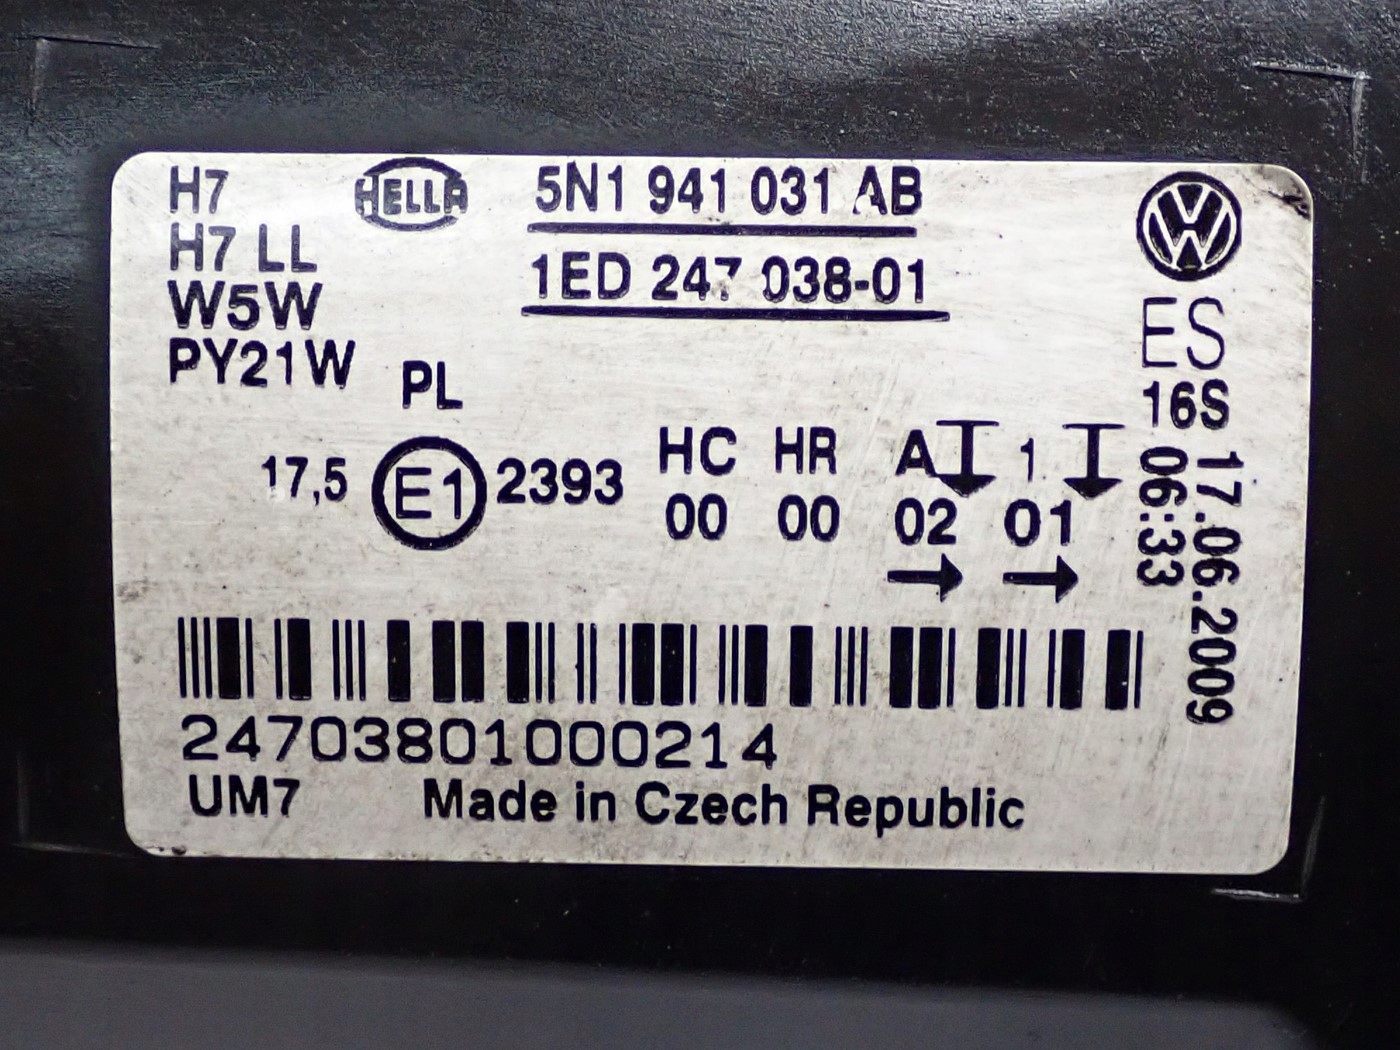 H7
H7 LL
W5W
PY21W
HELLA
5N1 941 031 AB
1ED 247 038-01
ES
16S
17.06.2009
06:33
PL
17,5 E1 2393
HC HR A 1
00 00 02 01
24703801000214
UM7 Made in Czech Republic